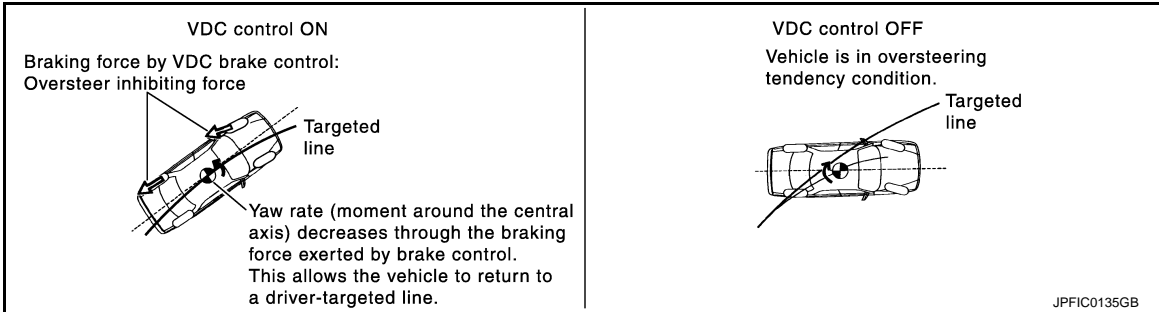 VDC control ON
Braking force by VDC brake control:
Oversteer inhibiting force
Targeted
line
Yaw rate (moment around the central
axis) decreases through the braking
force exerted by brake control.
This allows the vehicle to return to
a driver-targeted line.
VDC control OFF
Vehicle is in oversteering
tendency condition.
Targeted
line
JPFIC0135GB